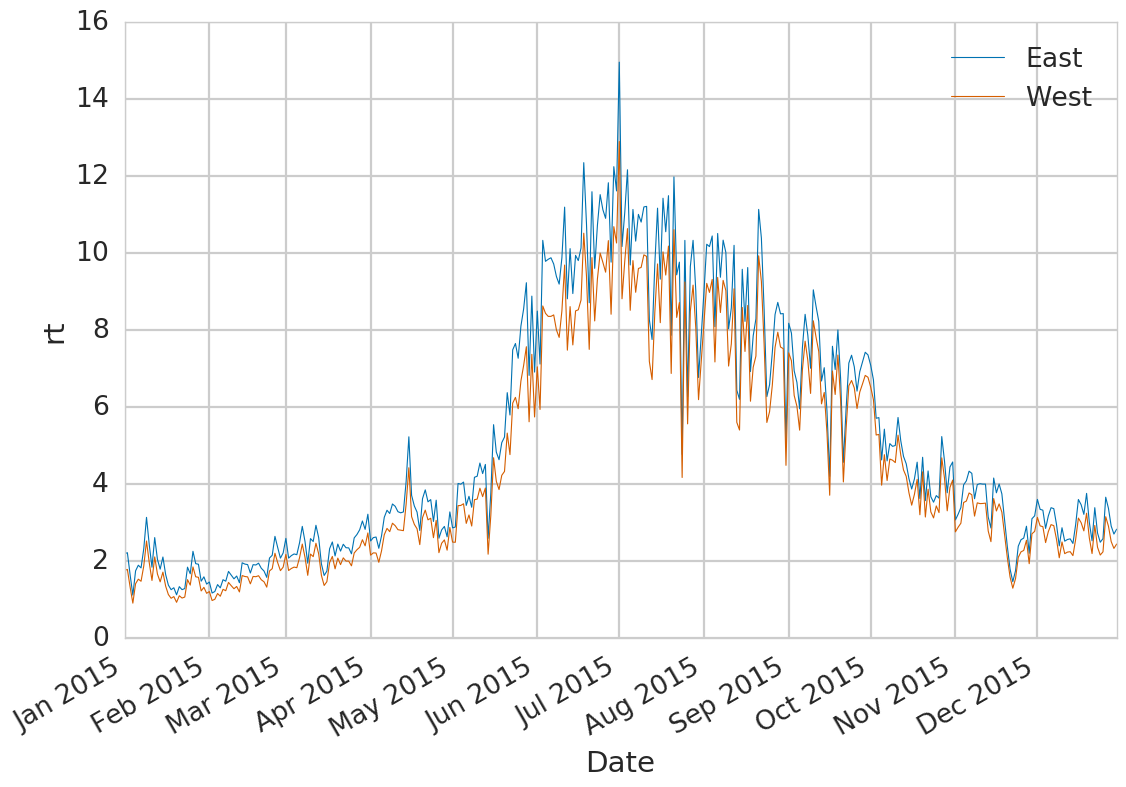 16
14
12
10
8
6
4
2
0
rt
East
West
Jan 2015
Feb 2015
Mar 2015
Apr 2015
May 2015
Jun 2015
Jul 2015
Aug 2015
Sep 2015
Oct 2015
Nov 2015
Dec 2015
Date